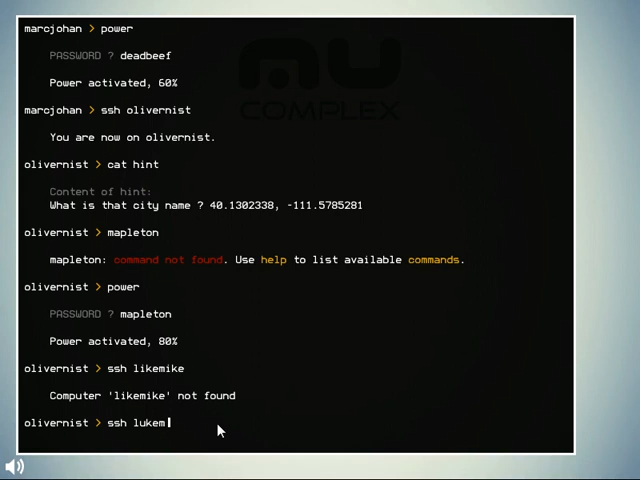 mu
COMPLEX
marcjohan > power
PASSWORD ? deadbeef
Power activated, 60%
marcjohan > ssh olivernist
You are now on olivernist.
olivernist > cat hint
Content of hint:
What is that city name ? 40.1302338, -111.5785281
olivernist > mapleton
mapleton: command not found. Use help to list available commands.
olivernist > power
PASSWORD ? mapleton
Power activated, 80%
olivernist > ssh likemike
Computer 'likemike' not found
olivernist > ssh lukem